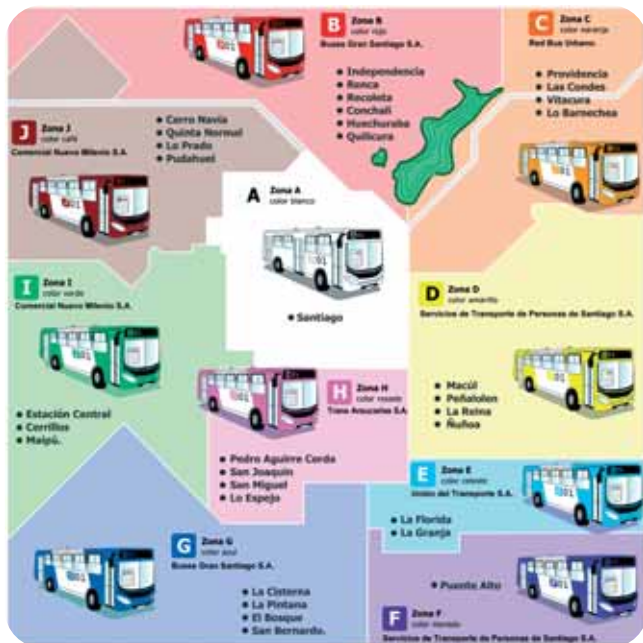 B Zona B
color rojo
Buses Gran Santiago S.A.
• Independencia
• Renca
• Recoleta
• Conchalí
• Huechuraba
• Quilicura
C Zona C
color naranja
Red Bus Urbano
• Providencia
• Las Condes
• Vitacura
• Lo Barnechea
J Zona J
color café
Comercial Nuevo Milenio S.A.
• Cerro Navia
• Quinta Normal
• Lo Prado
• Pudahuel
A Zona A
color blanco
• Santiago
I Zona I
color verde
Comercial Nuevo Milenio S.A.
• Estación Central
• Cerrillos
• Maipú.
D Zona D
color amarillo
Servicios de Transporte de Personas de Santiago S.A.
• Macúl
• Peñalolen
• La Reina
• Ñuñoa
H Zona H
color rosado
Trans Araucarias S.A.
• Pedro Aguirre Cerda
• San Joaquín
• San Miguel
• Lo Espejo
E Zona E
color celeste
Unión del Transporte S.A.
• La Florida
• La Granja
G Zona G
color azul
Buses Gran Santiago S.A.
• La Cisterna
• La Pintana
• El Bosque
• San Bernardo.
• Puente Alto
F Zona F
color morado
Servicios de Transporte de Personas de Santiago S.A.